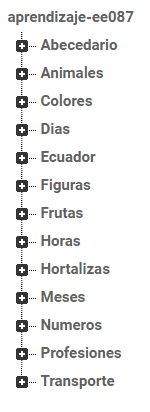 aprendizaje-ee087
Abecedario
Animales
Colores
Dias
Ecuador
Figuras
Frutas
Horas
Hortalizas
Meses
Numeros
Profesiones
Transporte